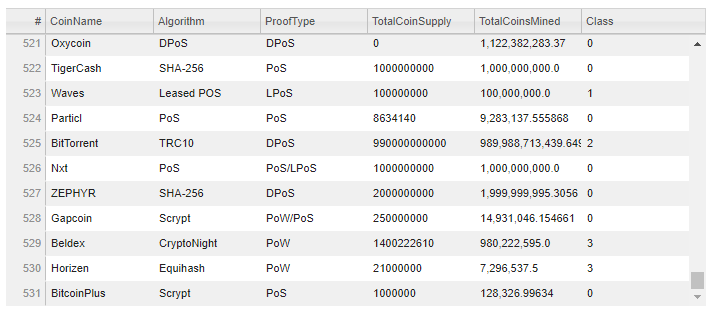 # CoinName Algorithm ProofType TotalCoinSupply TotalCoinsMined Class
521 Oxycoin DPoS DPoS 0 1,122,382,283.37 0
522 TigerCash SHA-256 PoS 1000000000 1,000,000,000.0 0
523 Waves Leased POS LPoS 100000000 100,000,000.0 1
524 Particl PoS PoS 8634140 9,283,137.555868 0
525 BitTorrent TRC10 DPoS 990000000000 989,988,713,439.649 2
526 Nxt PoS PoS/LPoS 1000000000 1,000,000,000.0 0
527 ZEPHYR SHA-256 DPoS 2000000000 1,999,999,995.3056 0
528 Gapcoin Scrypt PoW/PoS 250000000 14,931,046.154661 0
529 Beldex CryptoNight PoW 1400222610 980,222,595.0 3
530 Horizen Equihash PoW 21000000 7,296,537.5 3
531 BitcoinPlus Scrypt PoS 1000000 128,326.99634 0